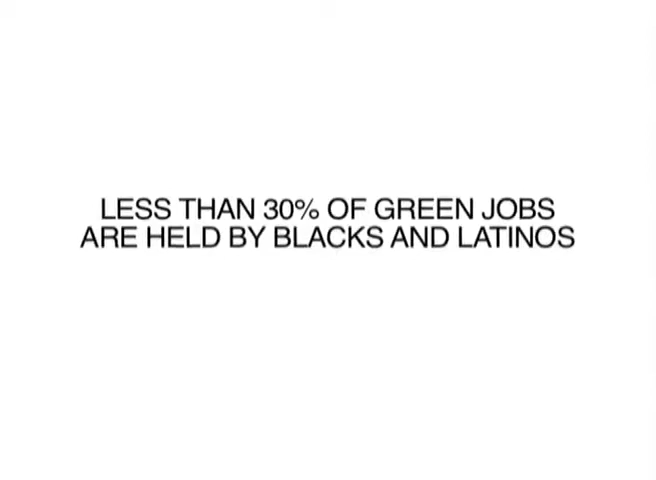 LESS THAN 30% OF GREEN JOBS
ARE HELD BY BLACKS AND LATINOS